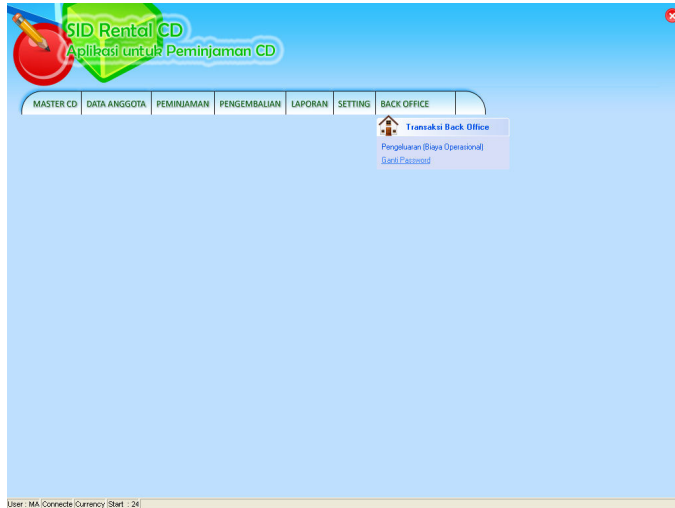 SID Rental CD
Aplikasi untuk Peminjaman CD
MASTER CD DATA ANGGOTA PEMINJAMAN PENGEMBALIAN LAPORAN SETTING BACK OFFICE
Transaksi Back Office
Pengeluaran (Biaya Operasional)
Ganti Password
User : MA Connecte Currency Start : 24